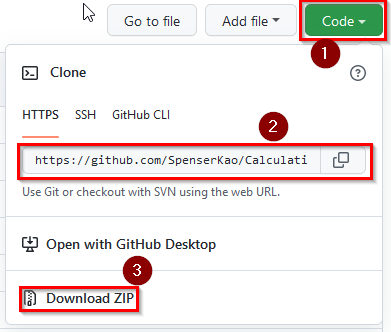 Go to file Add file Code
1
Clone
HTTPS SSH GitHub CLI
2
https://github.com/SpenserKao/Calculati
Use Git or checkout with SVN using the web URL.
Open with GitHub Desktop
3
Download ZIP